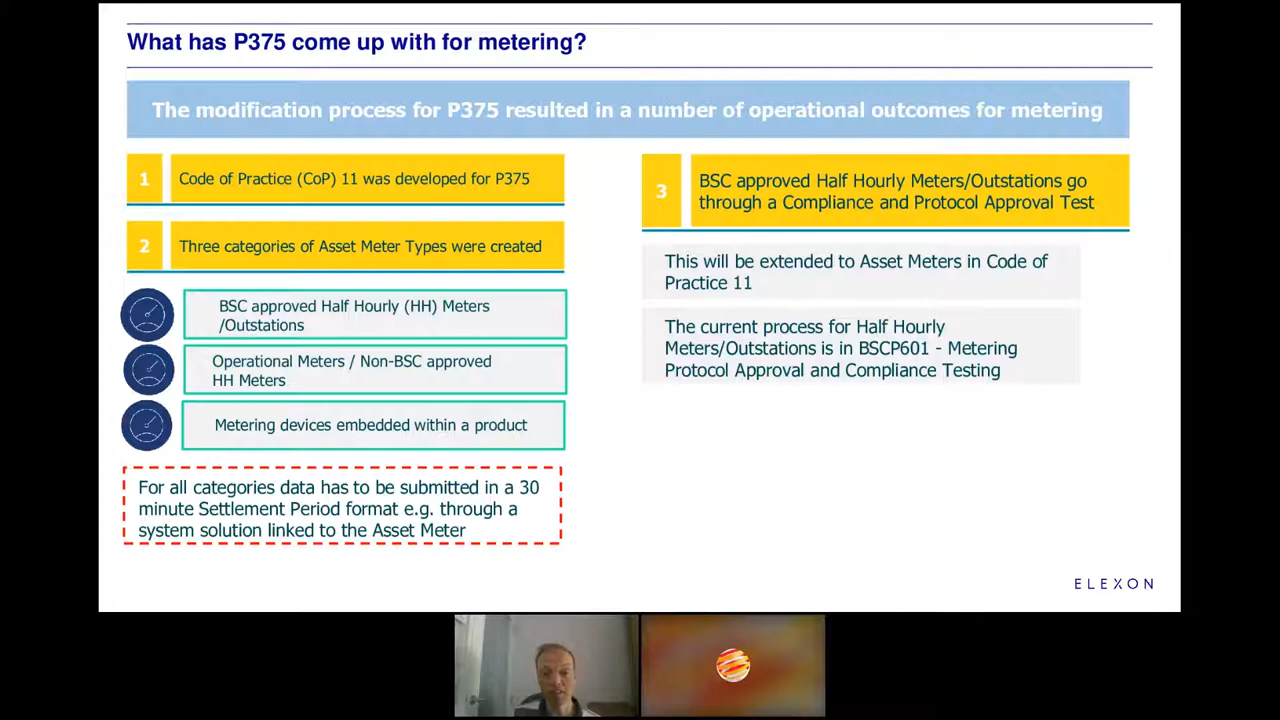 What has P375 come up with for metering?
The modification process for P375 resulted in a number of operational outcomes for metering
1
Code of Practice (CoP) 11 was developed for P375
2
Three categories of Asset Meter Types were created
BSC approved Half Hourly (HH) Meters
/Outstations
Operational Meters / Non-BSC approved
HH Meters
Metering devices embedded within a product
For all categories data has to be submitted in a 30
minute Settlement Period format e.g. through a
system solution linked to the Asset Meter
3
BSC approved Half Hourly Meters/Outstations go
through a Compliance and Protocol Approval Test
This will be extended to Asset Meters in Code of
Practice 11
The current process for Half Hourly
Meters/Outstations is in BSCP601 - Metering
Protocol Approval and Compliance Testing
ELEXON